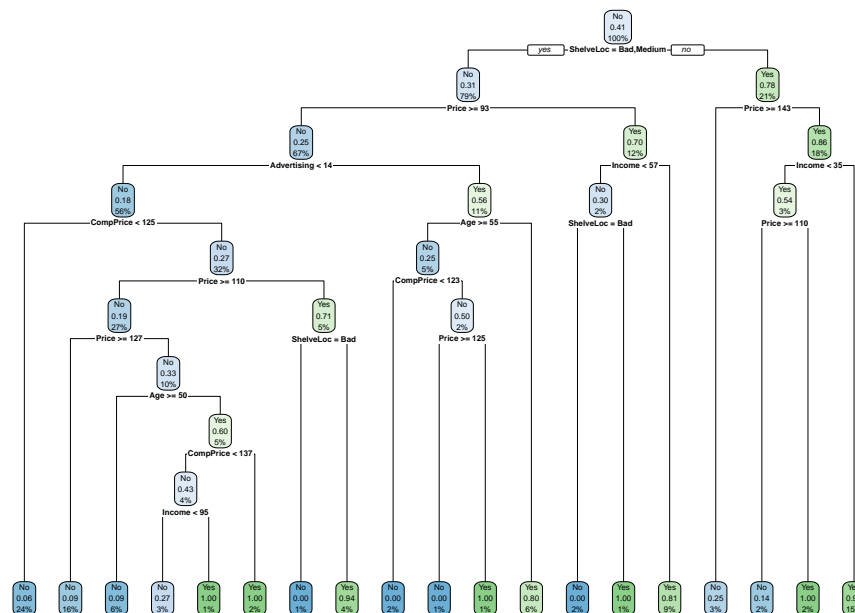 No
0.41
100%
yes ShelveLoc = Bad,Medium no
No
0.31
79%
Yes
0.78
21%
Price >= 93
Price >= 143
No
0.25
67%
Yes
0.70
12%
Yes
0.86
18%
Advertising < 14
Income < 57
Income < 35
No
0.18
56%
Yes
0.56
11%
No
0.30
2%
Yes
0.54
3%
CompPrice < 125
Age >= 55
ShelveLoc = Bad
Price >= 110
No
0.27
32%
No
0.25
5%
Price >= 110
CompPrice < 123
No
0.19
27%
Yes
0.71
5%
No
0.50
2%
Price >= 127
ShelveLoc = Bad
Price >= 125
No
0.33
10%
Age >= 50
Yes
0.60
5%
CompPrice < 137
No
0.43
4%
Income < 95
No
0.06
24%
No
0.09
16%
No
0.09
6%
No
0.27
3%
Yes
1.00
1%
Yes
1.00
2%
No
0.00
1%
Yes
0.94
4%
No
0.00
2%
No
0.00
1%
Yes
1.00
1%
Yes
0.80
6%
No
0.00
2%
Yes
1.00
1%
Yes
0.81
9%
No
0.25
3%
No
0.14
2%
Yes
1.00
2%